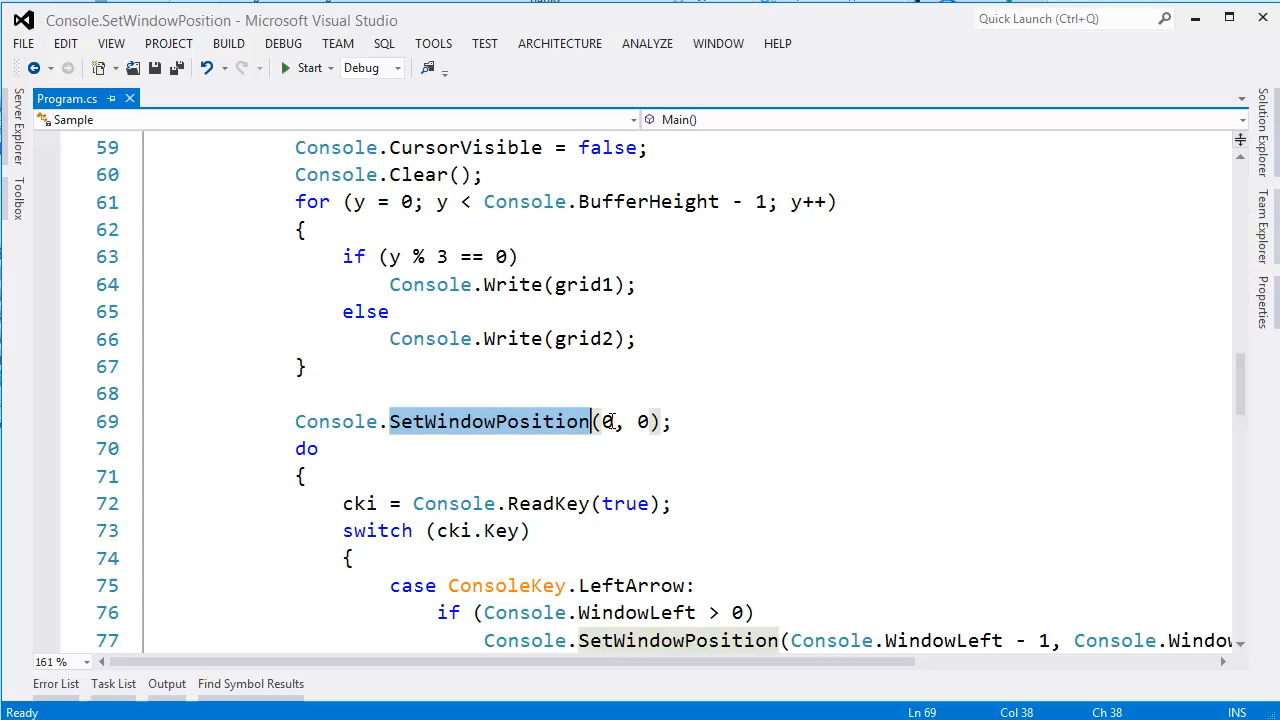 Console.SetWindowPosition - Microsoft Visual Studio
Quick Launch (Ctrl+Q)
FILE EDIT VIEW PROJECT BUILD DEBUG TEAM SQL TOOLS TEST ARCHITECTURE ANALYZE WINDOW HELP
Start Debug
Program.cs
Sample Main()
Server Explorer
Toolbox
59 Console.CursorVisible = false;
60 Console.Clear();
61 for (y = 0; y < Console.BufferHeight - 1; y++)
62 {
63 if (y % 3 == 0)
64 Console.Write(grid1);
65 else
66 Console.Write(grid2);
67 }
68
69 Console.SetWindowPosition(0, 0);
70 do
71 {
72 cki = Console.ReadKey(true);
73 switch (cki.Key)
74 {
75 case ConsoleKey.LeftArrow:
76 if (Console.WindowLeft > 0)
77 Console.SetWindowPosition(Console.WindowLeft - 1, Console.Window
Solution Explorer
Team Explorer
Properties
161 %
Error List Task List Output Find Symbol Results
Ready Ln 69 Col 38 Ch 38 INS